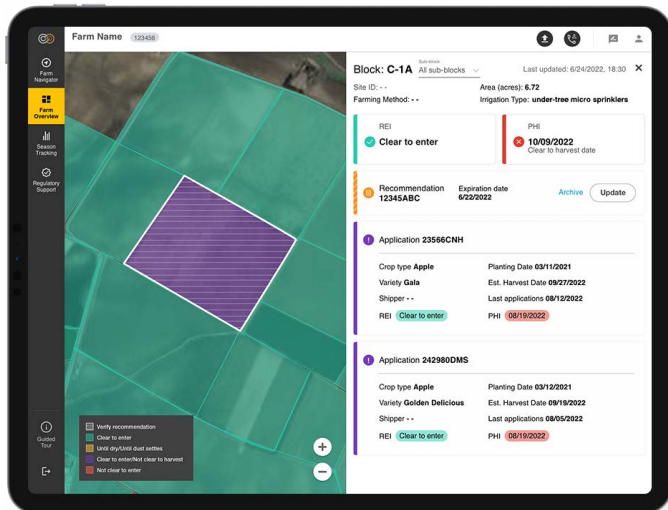 Farm Name 123456
Farm
Navigator
Farm
Overview
Season
Tracking
Regulatory
Support
Guided
Tour
Verify recommendation
Clear to enter
Until dry/Until dust settles
Clear to enter/Not clear to harvest
Not clear to enter
Block: C-1A
Sub-block
All sub-blocks
Last updated: 6/24/2022, 18:30
Site ID: - -
Area (acres): 6.72
Farming Method: - -
Irrigation Type: under-tree micro sprinklers
REI
Clear to enter
PHI
10/09/2022
Clear to harvest date
Recommendation
12345ABC
Expiration date
6/22/2022
Archive
Update
Application 23566CNH
Crop type Apple
Planting Date 03/11/2021
Variety Gala
Est. Harvest Date 09/27/2022
Shipper - -
Last applications 08/12/2022
REI Clear to enter
PHI 08/19/2022
Application 242980DMS
Crop type Apple
Planting Date 03/12/2021
Variety Golden Delicious
Est. Harvest Date 09/19/2022
Shipper - -
Last applications 08/05/2022
REI Clear to enter
PHI 08/19/2022